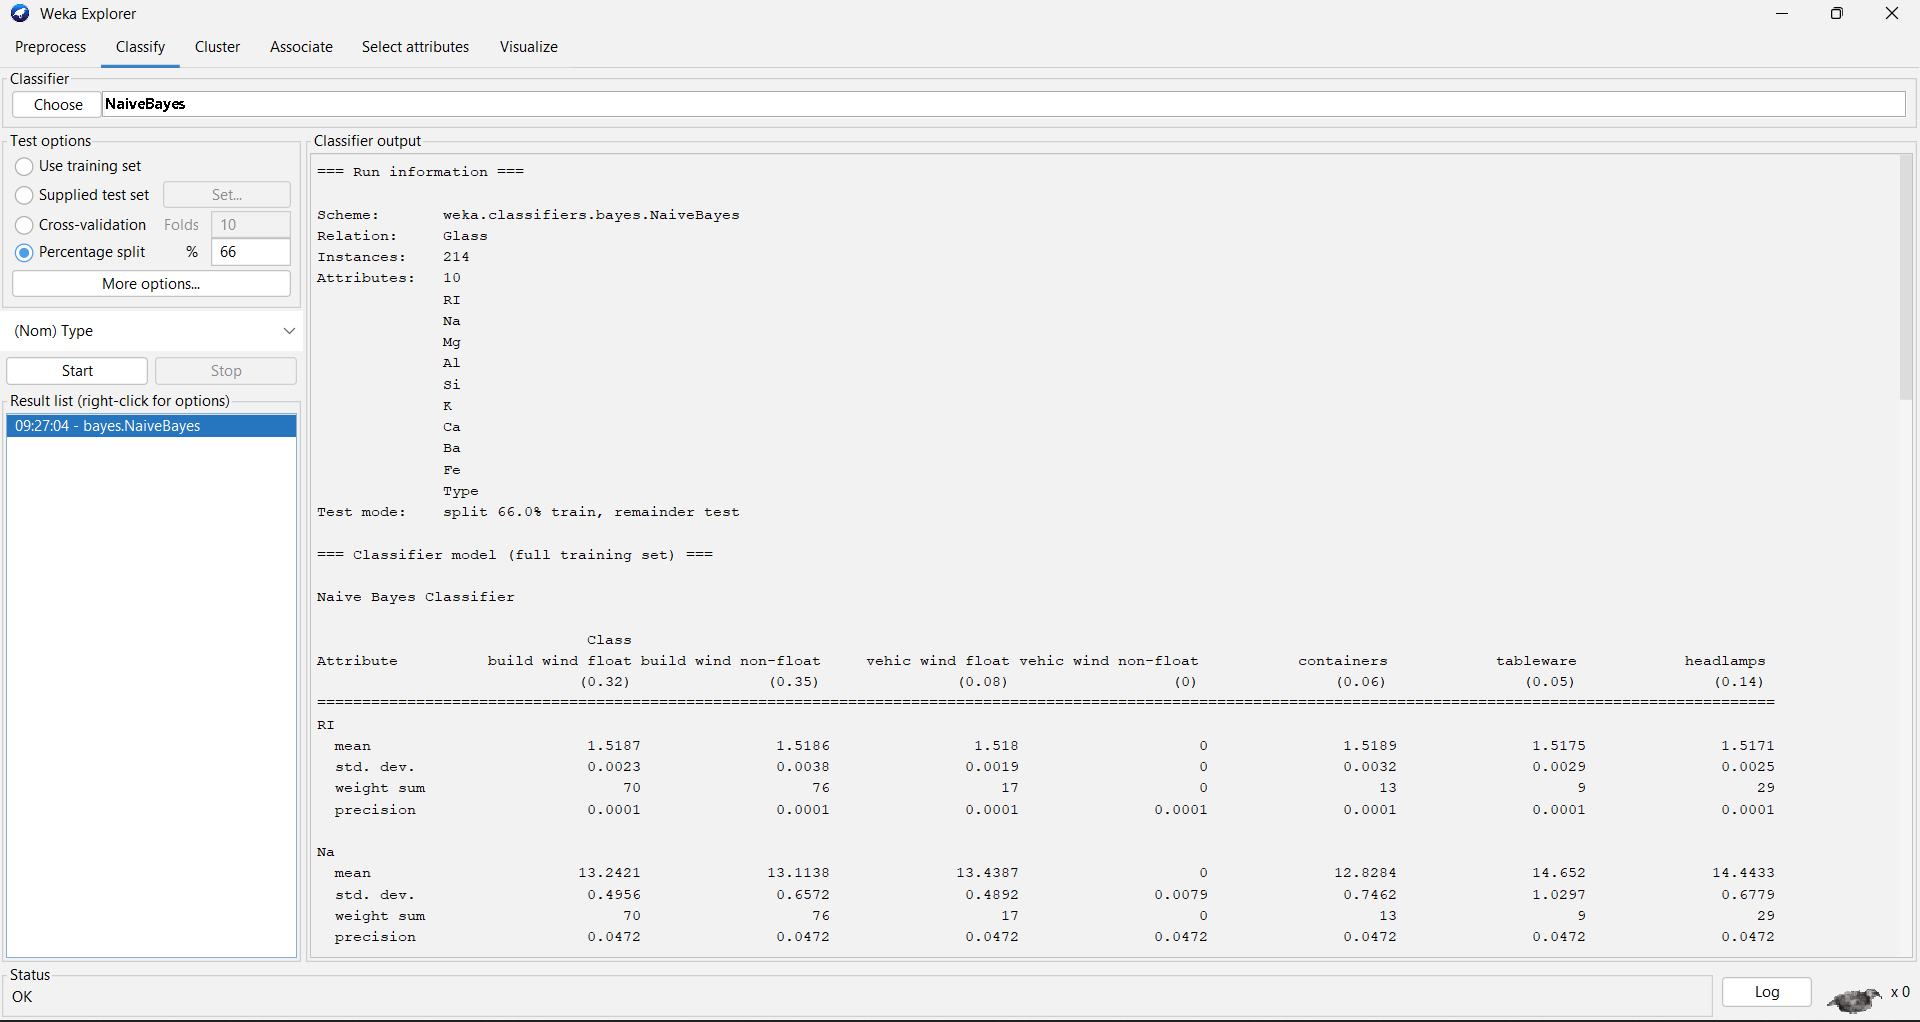 Weka Explorer
Preprocess Classify Cluster Associate Select attributes Visualize
Classifier
Choose NaiveBayes
Test options
Use training set
Supplied test set Set...
Cross-validation Folds 10
Percentage split % 66
More options...
(Nom) Type
Start Stop
Result list (right-click for options)
09:27:04 - bayes.NaiveBayes
Classifier output
=== Run information ===
Scheme: weka.classifiers.bayes.NaiveBayes
Relation: Glass
Instances: 214
Attributes: 10
RI
Na
Mg
Al
Si
K
Ca
Ba
Fe
Type
Test mode: split 66.0% train, remainder test
=== Classifier model (full training set) ===
Naive Bayes Classifier
Class
Attribute build wind float build wind non-float vehic wind float vehic wind non-float containers tableware headlamps
(0.32) (0.35) (0.08) (0) (0.06) (0.05) (0.14)
==================================================================================================================================================================
RI
mean 1.5187 1.5186 1.518 0 1.5189 1.5175 1.5171
std. dev. 0.0023 0.0038 0.0019 0 0.0032 0.0029 0.0025
weight sum 70 76 17 0 13 9 29
precision 0.0001 0.0001 0.0001 0.0001 0.0001 0.0001 0.0001
Na
mean 13.2421 13.1138 13.4387 0 12.8284 14.652 14.4433
std. dev. 0.4956 0.6572 0.4892 0.0079 0.7462 1.0297 0.6779
weight sum 70 76 17 0 13 9 29
precision 0.0472 0.0472 0.0472 0.0472 0.0472 0.0472 0.0472
Status
OK
Log x 0